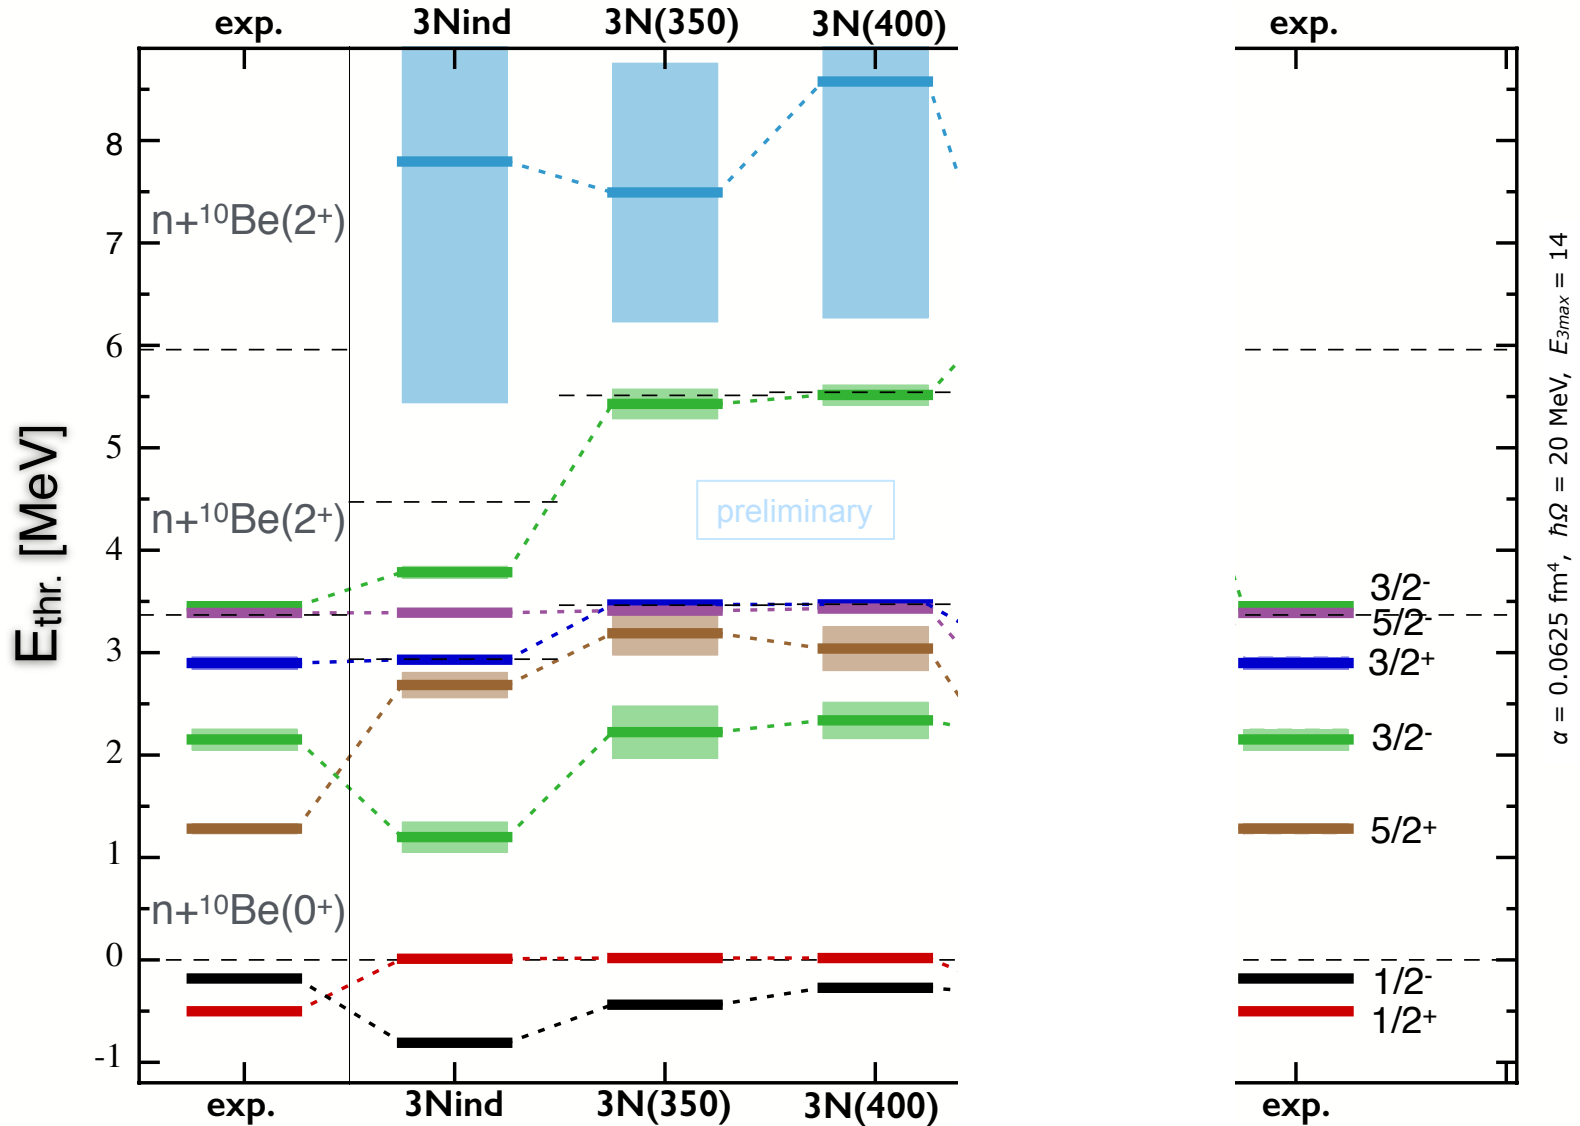 exp. 3Nind 3N(350) 3N(400) exp.
8
n+¹⁰Be(2⁺)
7
6
5
n+¹⁰Be(2⁺)
preliminary
4
3
2
1
n+¹⁰Be(0⁺)
0
-1
Ethr. [MeV]
3/2⁻
5/2⁻
3/2⁺
3/2⁻
5/2⁺
1/2⁻
1/2⁺
α = 0.0625 fm⁴, ℏΩ = 20 MeV, E3max = 14
exp. 3Nind 3N(350) 3N(400) exp.